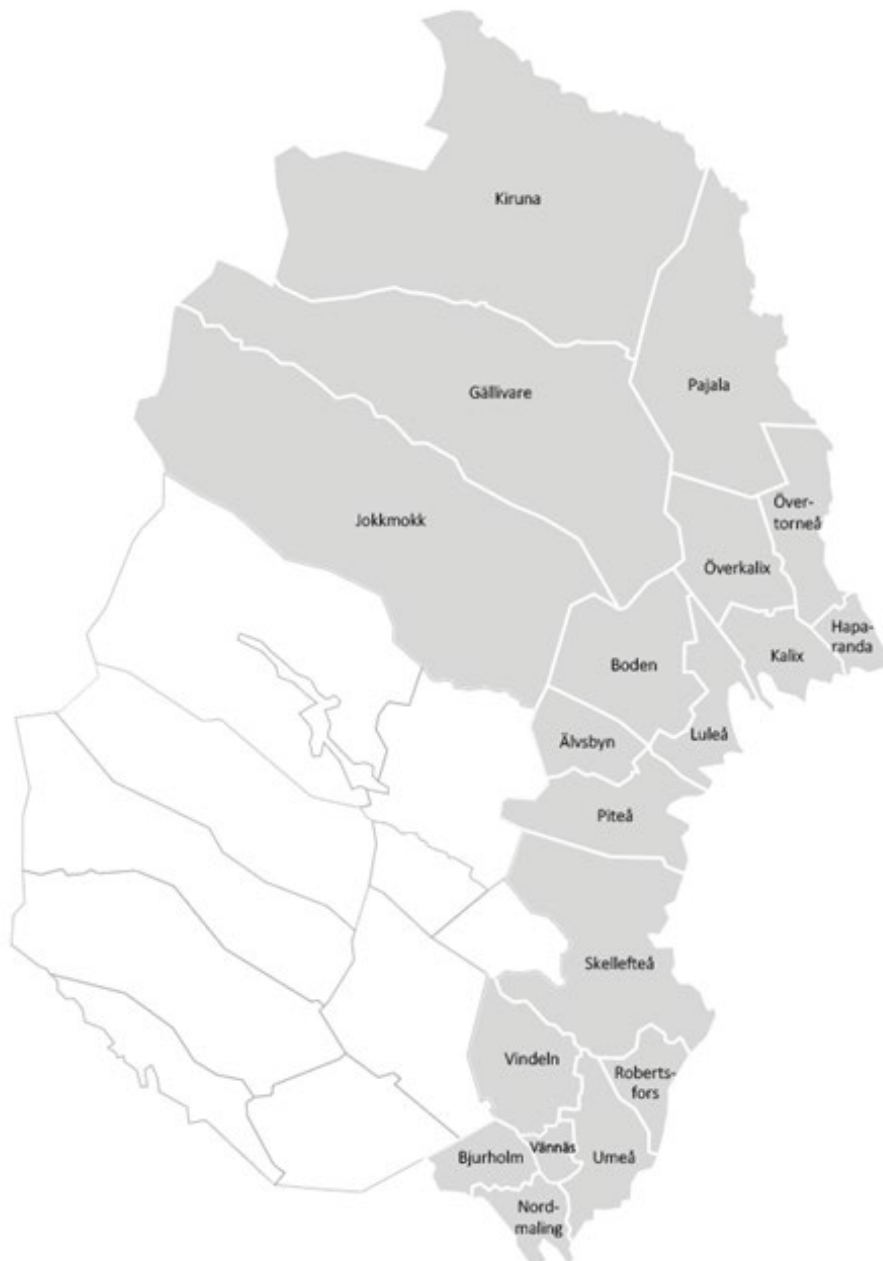 Kiruna
Gällivare
Pajala
Jokkmokk
Över-
torneå
Överkalix
Hapa-
randa
Kalix
Boden
Luleå
Älvsbyn
Piteå
Skellefteå
Vindeln
Roberts-
fors
Vännäs
Bjurholm
Umeå
Nord-
maling